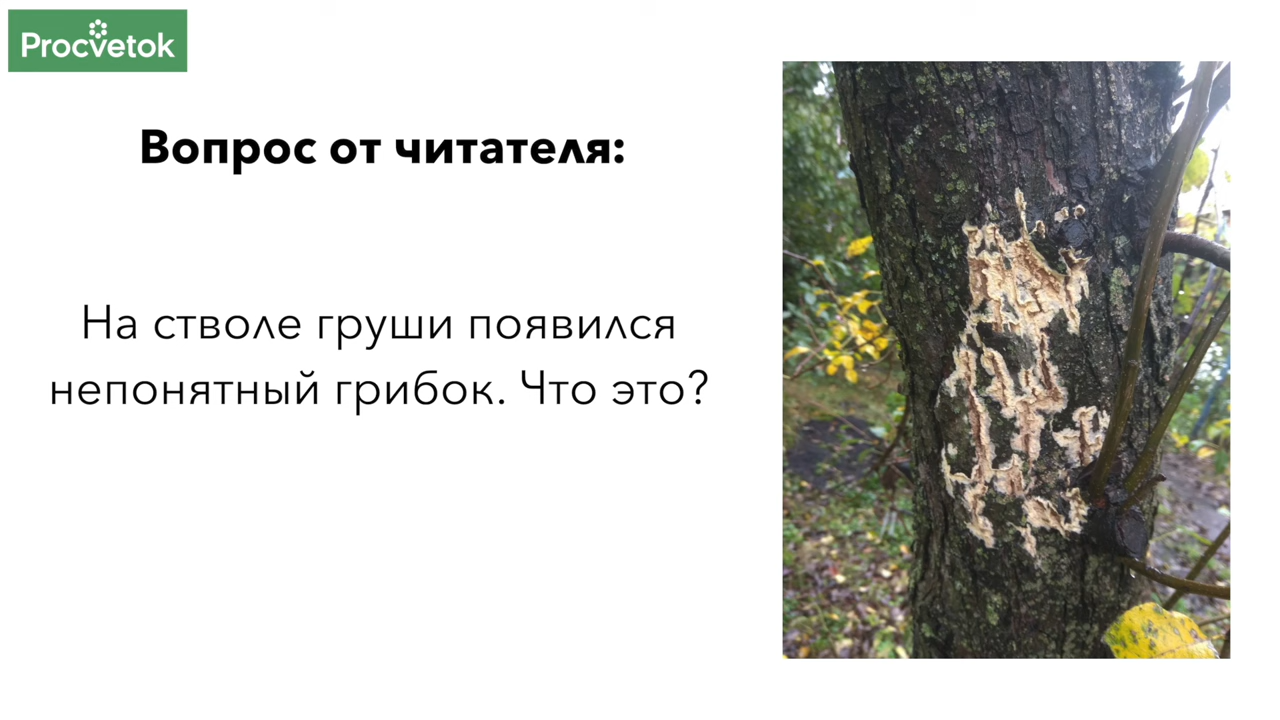 Procvetok
Вопрос от читателя:
На стволе груши появился
непонятный грибок. Что это?